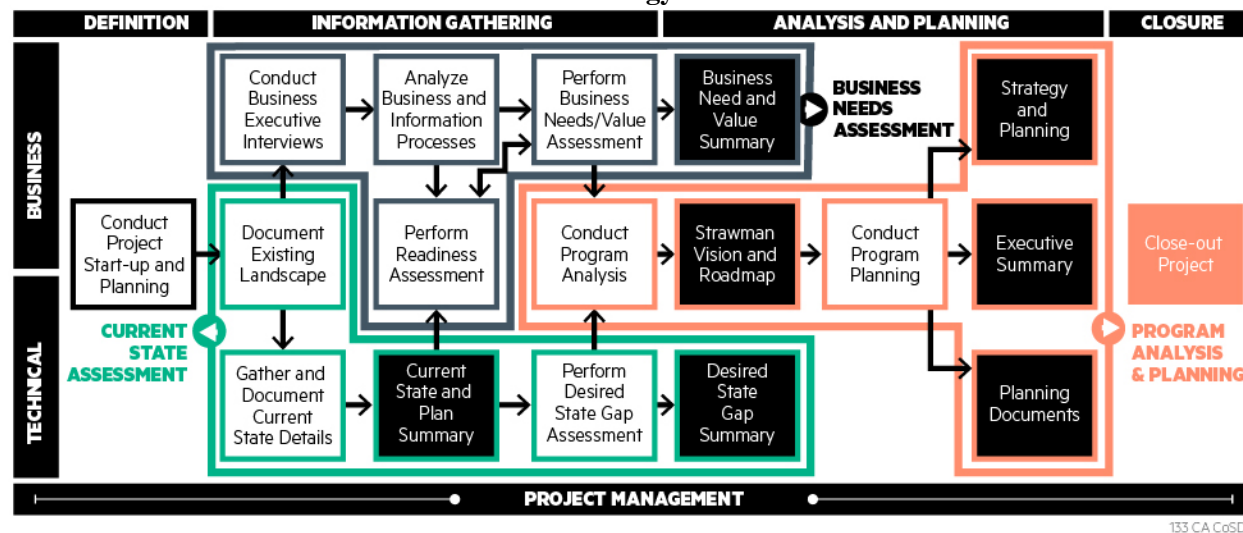 DEFINITION
INFORMATION GATHERING
ANALYSIS AND PLANNING
CLOSURE
BUSINESS
Conduct
Business
Executive
Interviews
Analyze
Business and
Information
Processes
Perform
Business
Needs/Value
Assessment
Business
Need and
Value
Summary
BUSINESS
NEEDS
ASSESSMENT
Strategy
and
Planning
Conduct
Project
Start-up and
Planning
Document
Existing
Landscape
Perform
Readiness
Assessment
Conduct
Program
Analysis
Strawman
Vision and
Roadmap
Conduct
Program
Planning
Executive
Summary
Close-out
Project
CURRENT
STATE
ASSESSMENT
PROGRAM
ANALYSIS
& PLANNING
TECHNICAL
Gather and
Document
Current
State Details
Current
State and
Plan
Summary
Perform
Desired
State Gap
Assessment
Desired
State
Gap
Summary
Planning
Documents
PROJECT MANAGEMENT
133 CA CoSD